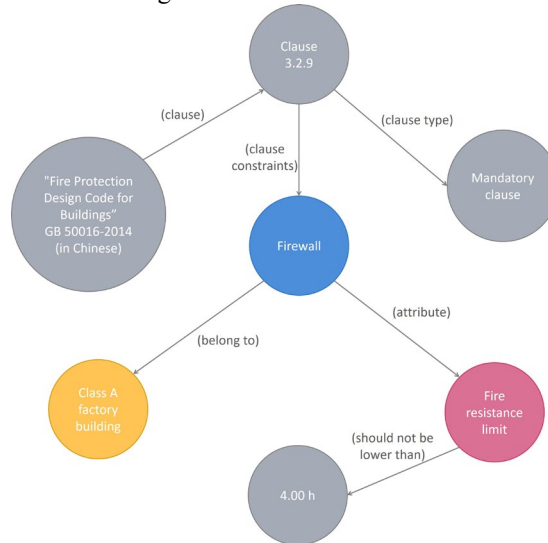 Clause
3.2.9
(clause)
(clause type)
(clause
constraints)
"Fire Protection
Design Code for
Buildings"
GB 50016-2014
(in Chinese)
Mandatory
clause
Firewall
(attribute)
(belong to)
Class A
factory
building
Fire
resistance
limit
(should not be
lower than)
4.00 h